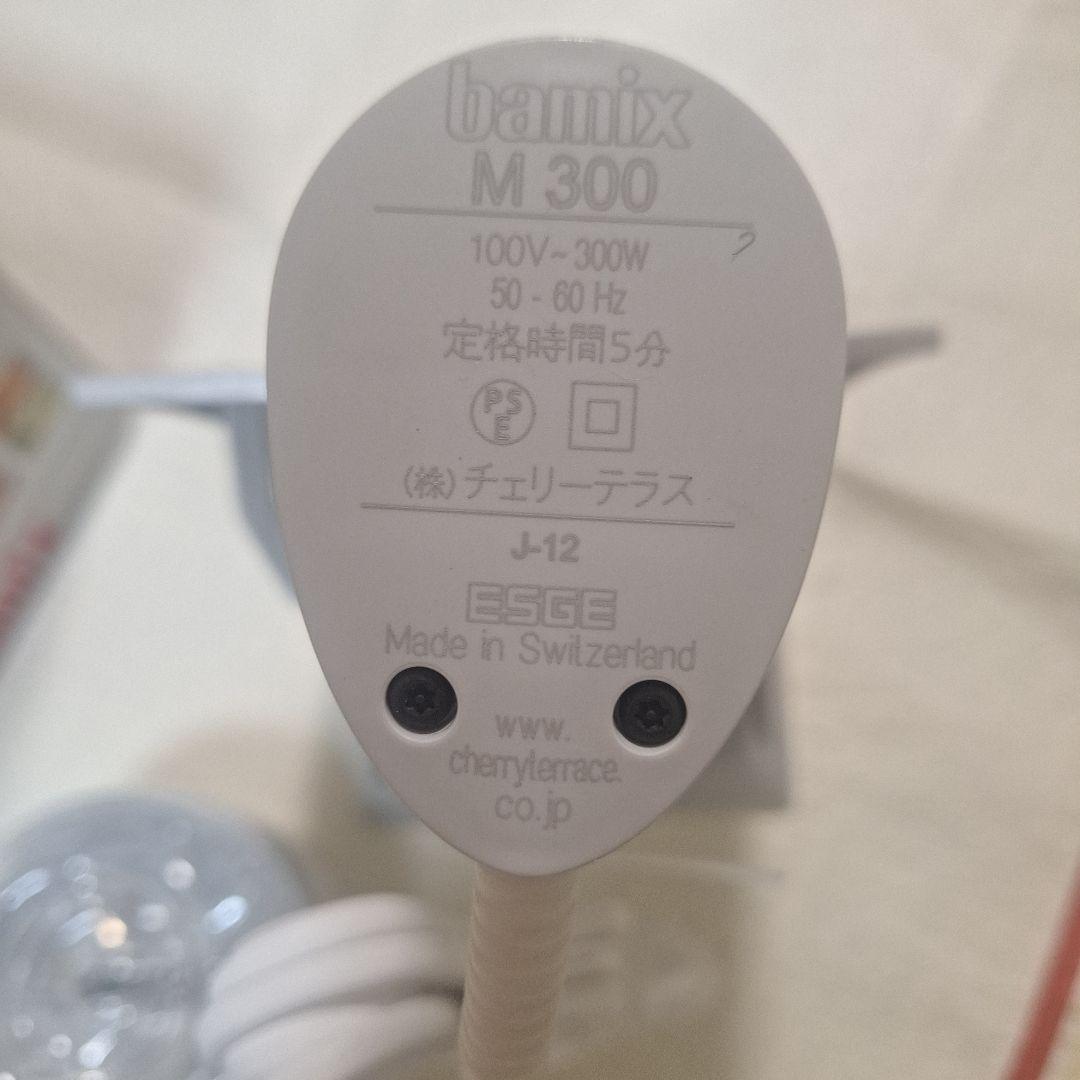 bamix
M 300
100V~300W
50 - 60 Hz
定格時間5分
PS
E
(株)チェリーテラス
J-12
ESGE
Made in Switzerland
www.
cherryterrace.
co.jp